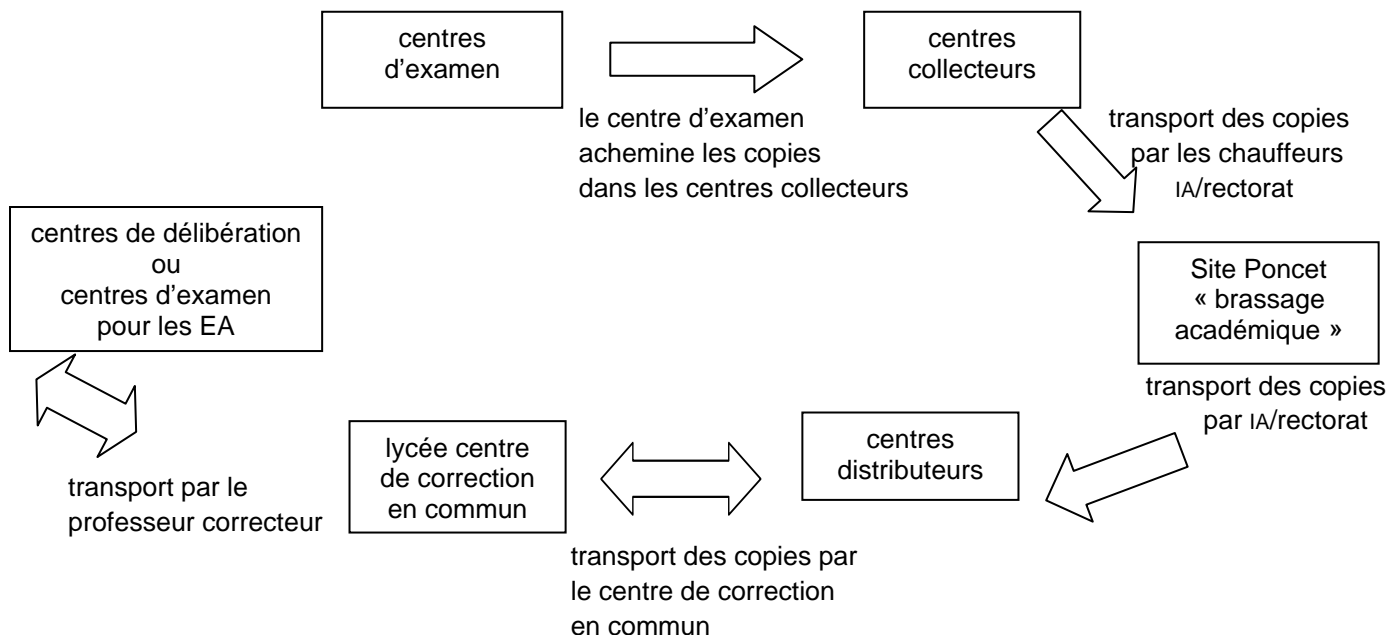 centres
d’examen
centres
collecteurs
le centre d’examen
achemine les copies
dans les centres collecteurs
transport des copies
par les chauffeurs
IA/rectorat
centres de délibération
ou
centres d’examen
pour les EA
Site Poncet
« brassage
académique »
transport des copies
par IA/rectorat
centres
distributeurs
lycée centre
de correction
en commun
transport par le
professeur correcteur
transport des copies par
le centre de correction
en commun